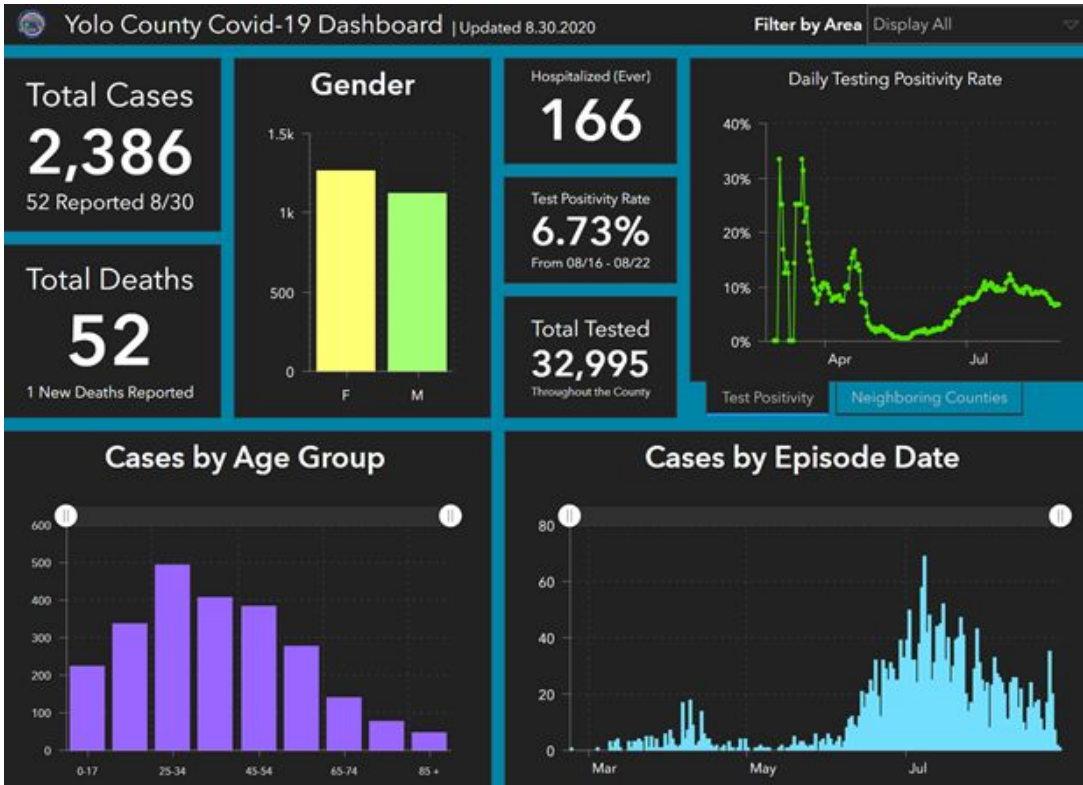 Yolo County Covid-19 Dashboard | Updated 8.30.2020
Filter by Area Display All
Total Cases
2,386
52 Reported 8/30
Total Deaths
52
1 New Deaths Reported
Gender
1.5k
1k
500
0
F M
Hospitalized (Ever)
166
Test Positivity Rate
6.73%
From 08/16 - 08/22
Total Tested
32,995
Throughout the County
Daily Testing Positivity Rate
40%
30%
20%
10%
0%
Apr Jul
Test Positivity Neighboring Counties
Cases by Age Group
600
500
400
300
200
100
0
0-17 25-34 45-54 65-74 85 +
Cases by Episode Date
80
60
40
20
0
Mar May Jul